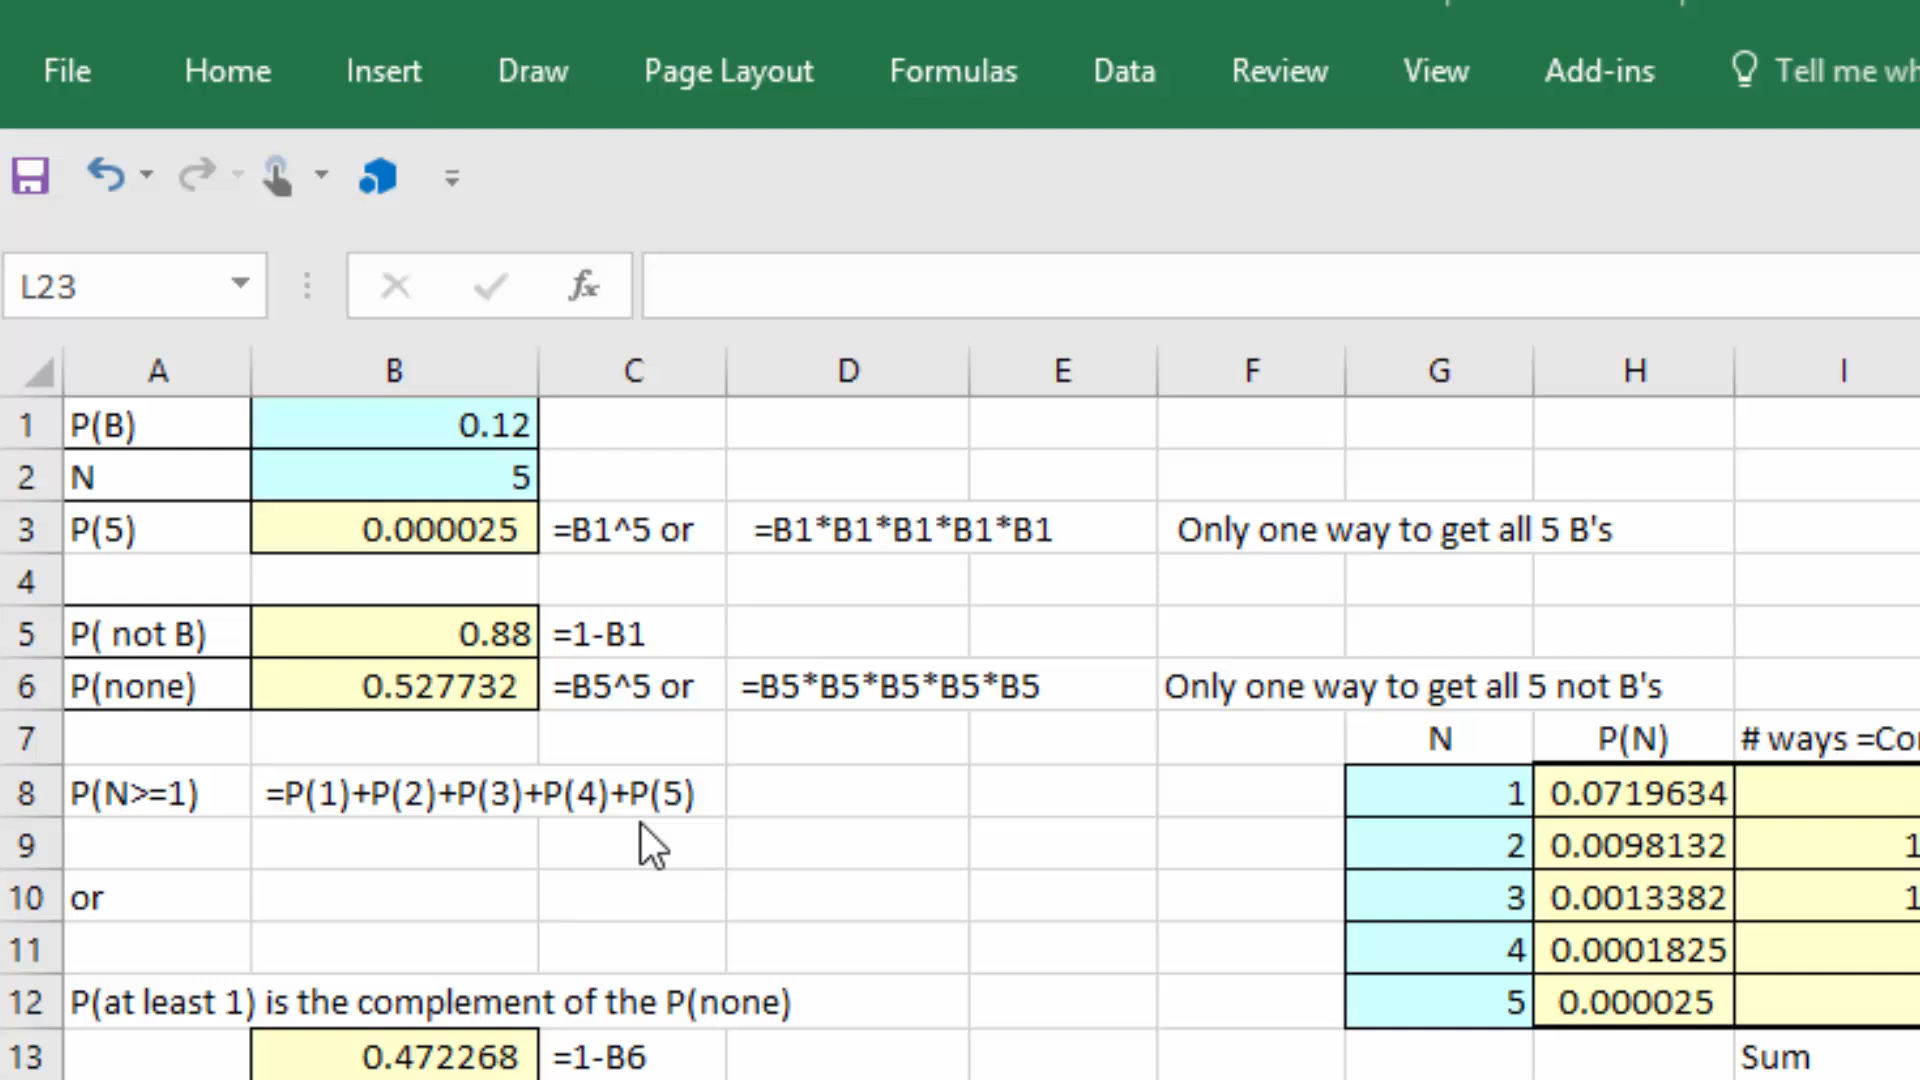 File Home Insert Draw Page Layout Formulas Data Review View Add-ins Tell me wh
L23 fx
A B C D E F G H I
1 P(B) 0.12
2 N 5
3 P(5) 0.000025 =B1^5 or =B1*B1*B1*B1*B1 Only one way to get all 5 B's
4
5 P( not B) 0.88 =1-B1
6 P(none) 0.527732 =B5^5 or =B5*B5*B5*B5*B5 Only one way to get all 5 not B's
7 N P(N) # ways =Co
8 P(N>=1) =P(1)+P(2)+P(3)+P(4)+P(5) 1 0.0719634
9 2 0.0098132 1
10 or 3 0.0013382 1
11 4 0.0001825
12 P(at least 1) is the complement of the P(none) 5 0.000025
13 0.472268 =1-B6 Sum